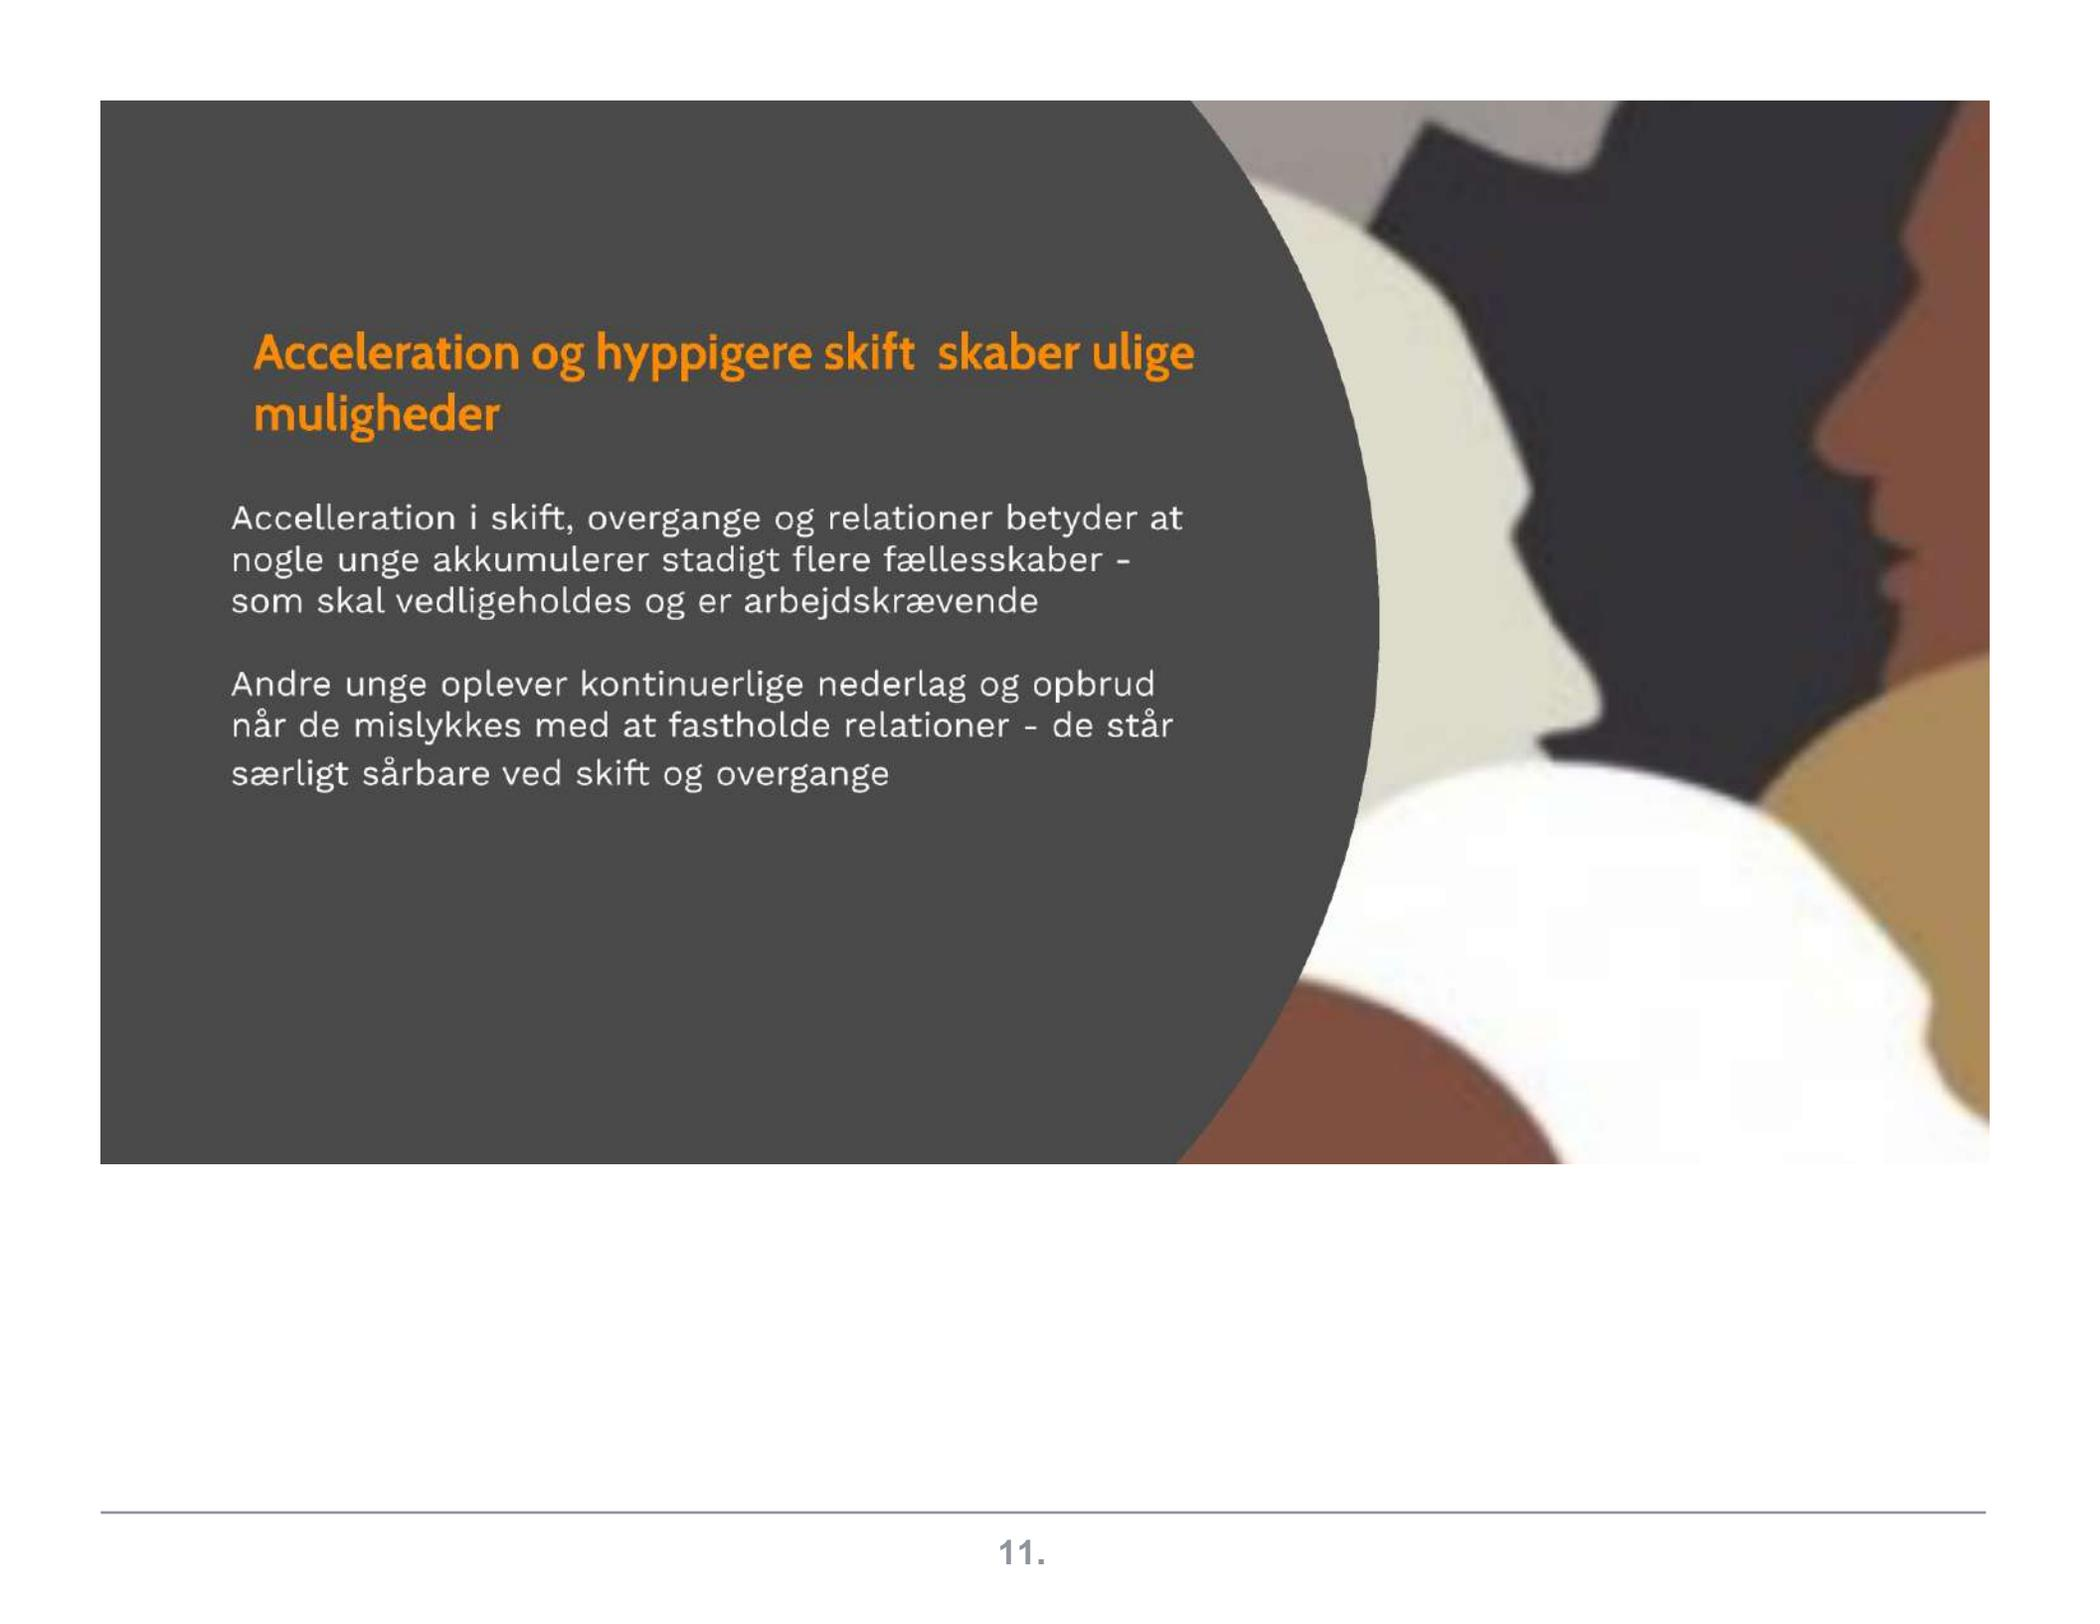 Acceleration og hyppigere skift  skaber ulige
muligheder
Accelleration i skift, overgange og relationer betyder at
nogle unge akkumulerer stadigt flere fællesskaber -
som skal vedligeholdes og er arbejdskrævende
Andre unge oplever kontinuerlige nederlag og opbrud
når de mislykkes med at fastholde relationer - de står
særligt sårbare ved skift og overgange
11.